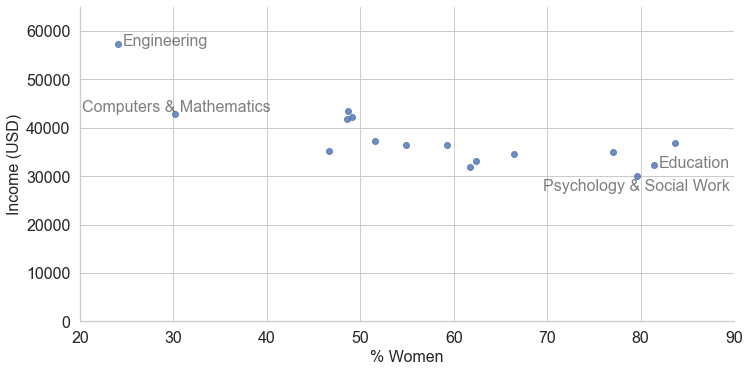 60000
Engineering
50000
Computers & Mathematics
40000
Income (USD)
30000
Education
Psychology & Social Work
20000
10000
0
20 30 40 50 60 70 80 90
% Women